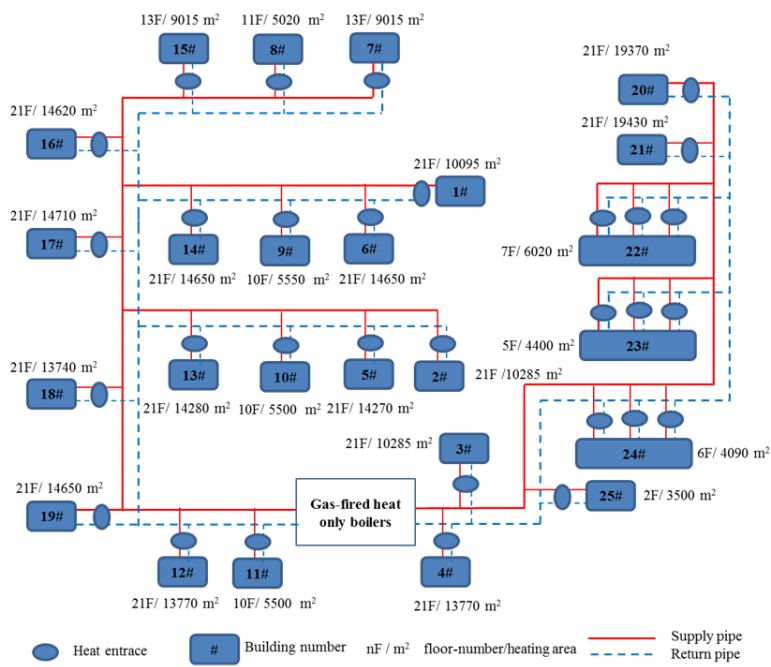 13F/ 9015 m²
11F/ 5020 m²
13F/ 9015 m²
15#
8#
7#
21F/ 19370 m²
20#
21F/ 14620 m²
16#
21F/ 19430 m²
21#
21F/ 10095 m²
1#
21F/ 14710 m²
17#
14#
9#
6#
7F/ 6020 m²
22#
21F/ 14650 m²
10F/ 5550 m²
21F/ 14650 m²
5F/ 4400 m²
23#
21F/ 13740 m²
18#
13#
10#
5#
2#
21F /10285 m²
21F/ 14280 m²
10F/ 5500 m²
21F/ 14270 m²
21F/ 10285 m²
3#
24#
6F/ 4090 m²
21F/ 14650 m²
19#
Gas-fired heat
only boilers
25#
2F/ 3500 m²
12#
11#
4#
21F/ 13770 m²
10F/ 5500 m²
21F/ 13770 m²
Heat entrace
#
Building number
nF / m²
floor-number/heating area
Supply pipe
Return pipe